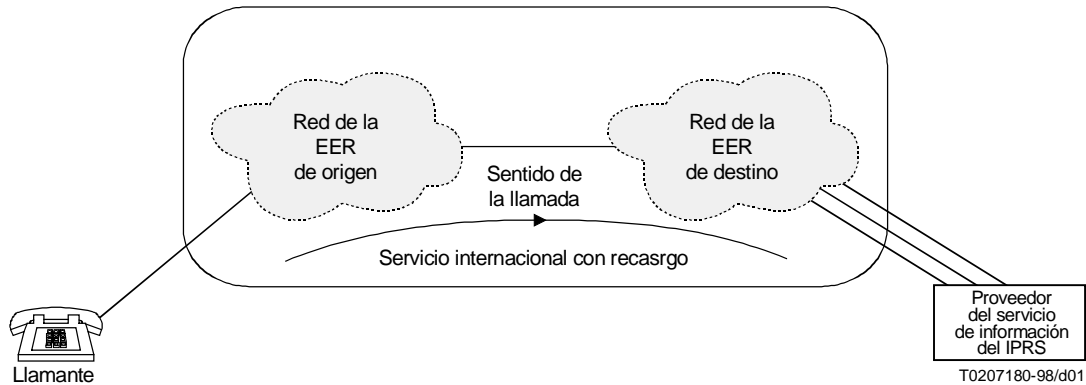 Red de la
EER
de origen
Red de la
EER
de destino
Sentido de
la llamada
Servicio internacional con recasrgo
Llamante
Proveedor
del servicio
de información
del IPRS
T0207180-98/d01